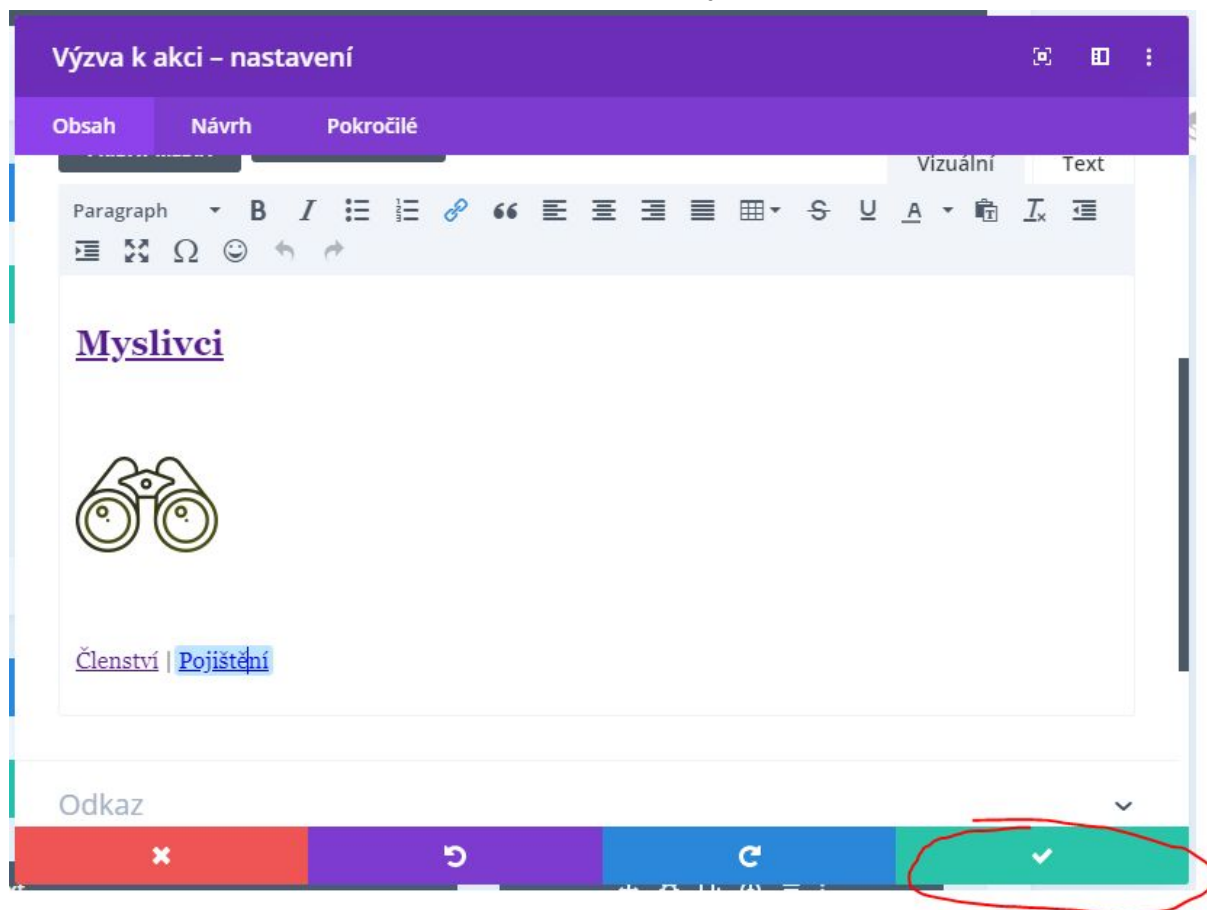 Výzva k akci – nastavení
Obsah Návrh Pokročilé
Vizuální Text
Paragraph
Myslivci
Členství | Pojištění
Odkaz